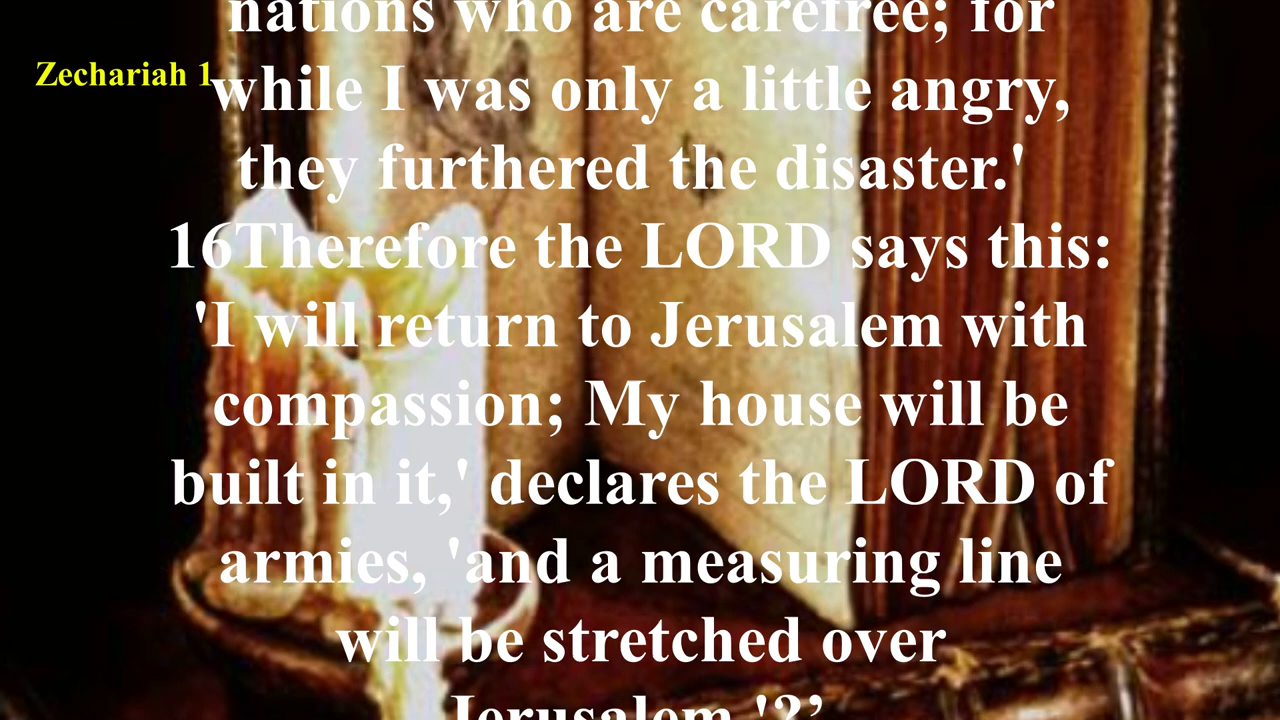 Zechariah 1
nations who are carefree; for
while I was only a little angry,
they furthered the disaster.'
16Therefore the LORD says this:
'I will return to Jerusalem with
compassion; My house will be
built in it,' declares the LORD of
armies, 'and a measuring line
will be stretched over
Jerusalem.'?’